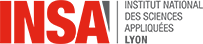 INSA
INSTITUT NATIONAL
DES SCIENCES
APPLIQUÉES
LYON